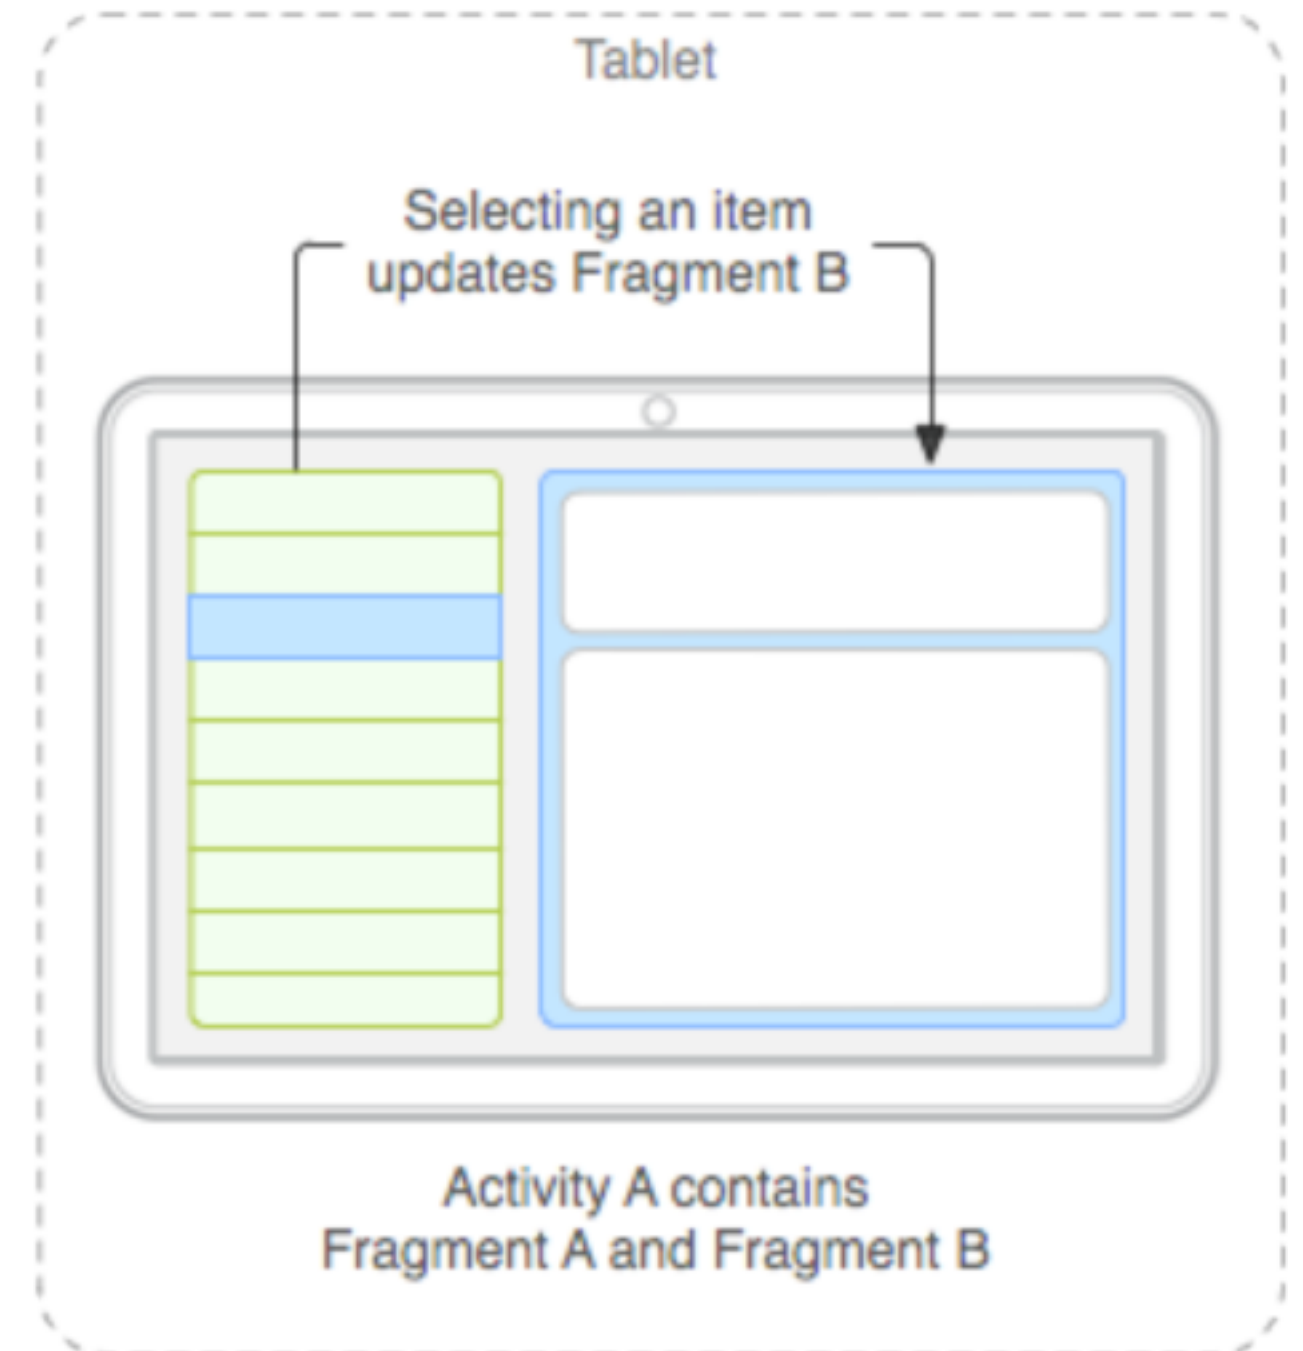 Tablet
Selecting an item
updates Fragment B
Activity A contains
Fragment A and Fragment B